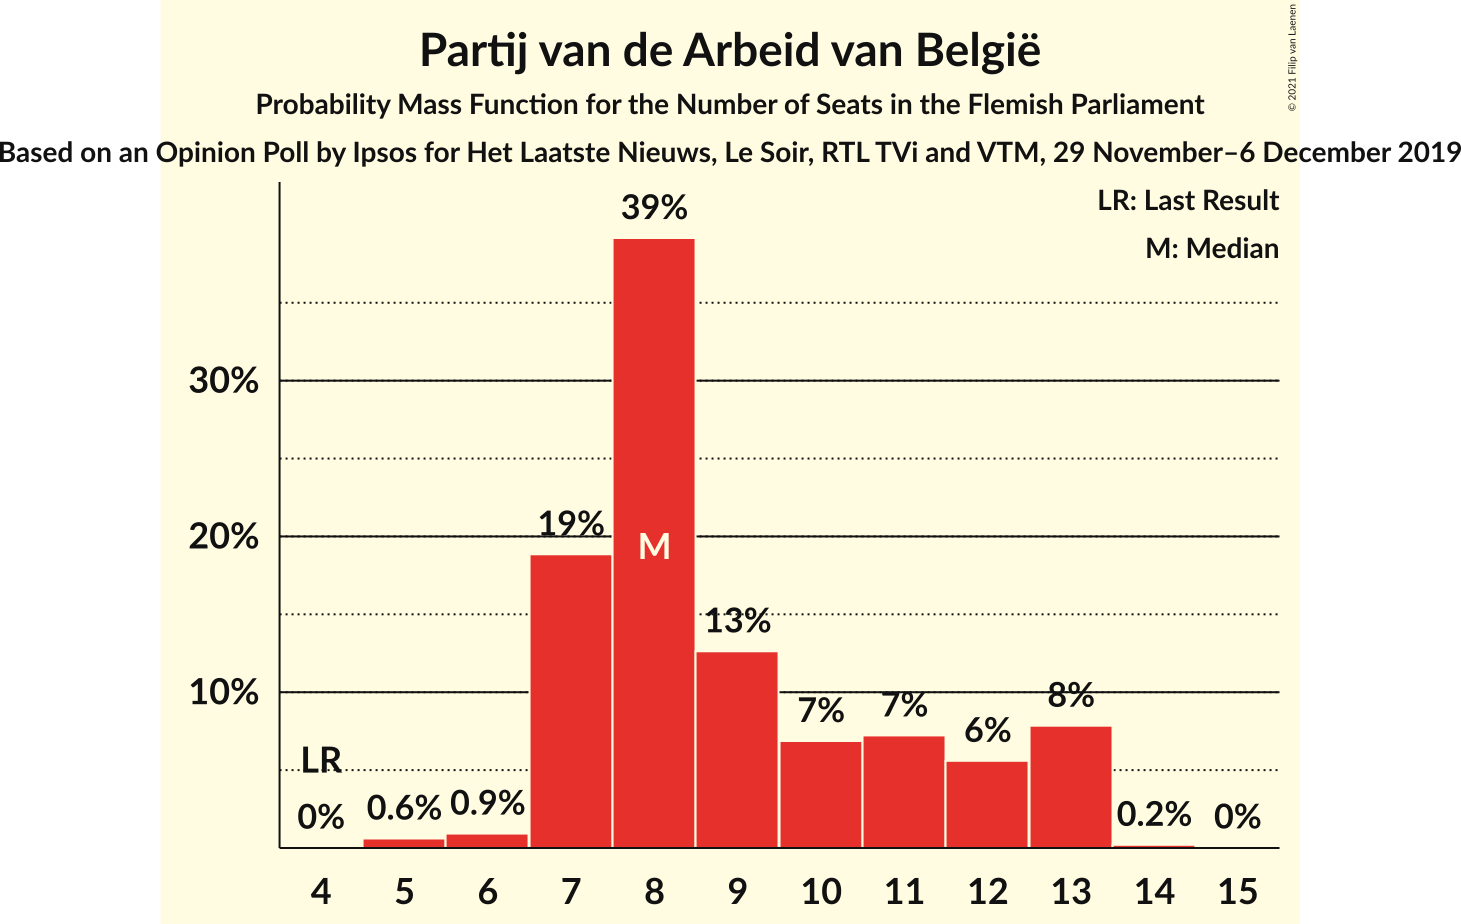 Partij van de Arbeid van België
Probability Mass Function for the Number of Seats in the Flemish Parliament
Based on an Opinion Poll by Ipsos for Het Laatste Nieuws, Le Soir, RTL TVi and VTM, 29 November–6 December 2019
© 2021 Filip van Laenen
LR: Last Result
M: Median
39%
30%
20%
19%
M
13%
10%
7%
7%
6%
8%
LR
0%
0.6%
0.9%
0.2%
0%
4 5 6 7 8 9 10 11 12 13 14 15